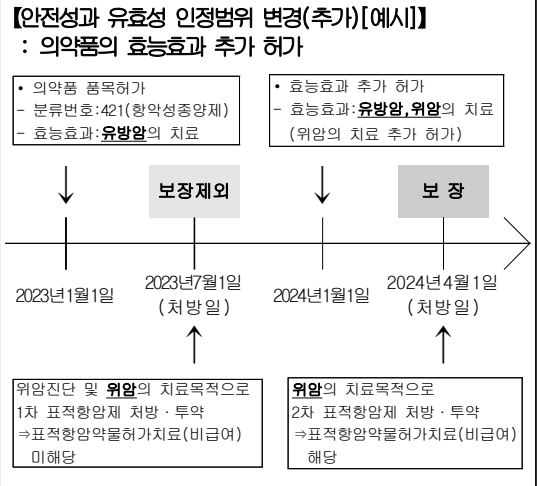 【안전성과 유효성 인정범위 변경(추가)[예시]】
: 의약품의 효능효과 추가 허가
• 의약품 품목허가
- 분류번호:421(항악성종양제)
- 효능효과:유방암의 치료
• 효능효과 추가 허가
- 효능효과:유방암,위암의 치료
(위암의 치료 추가 허가)
보장제외
보 장
2023년1월1일
2023년7월1일
(처방일)
2024년1월1일
2024년4월1일
(처방일)
위암진단 및 위암의 치료목적으로
1차 표적항암제 처방·투약
⇒표적항암약물허가치료(비급여)
미해당
위암의 치료목적으로
2차 표적항암제 처방·투약
⇒표적항암약물허가치료(비급여)
해당